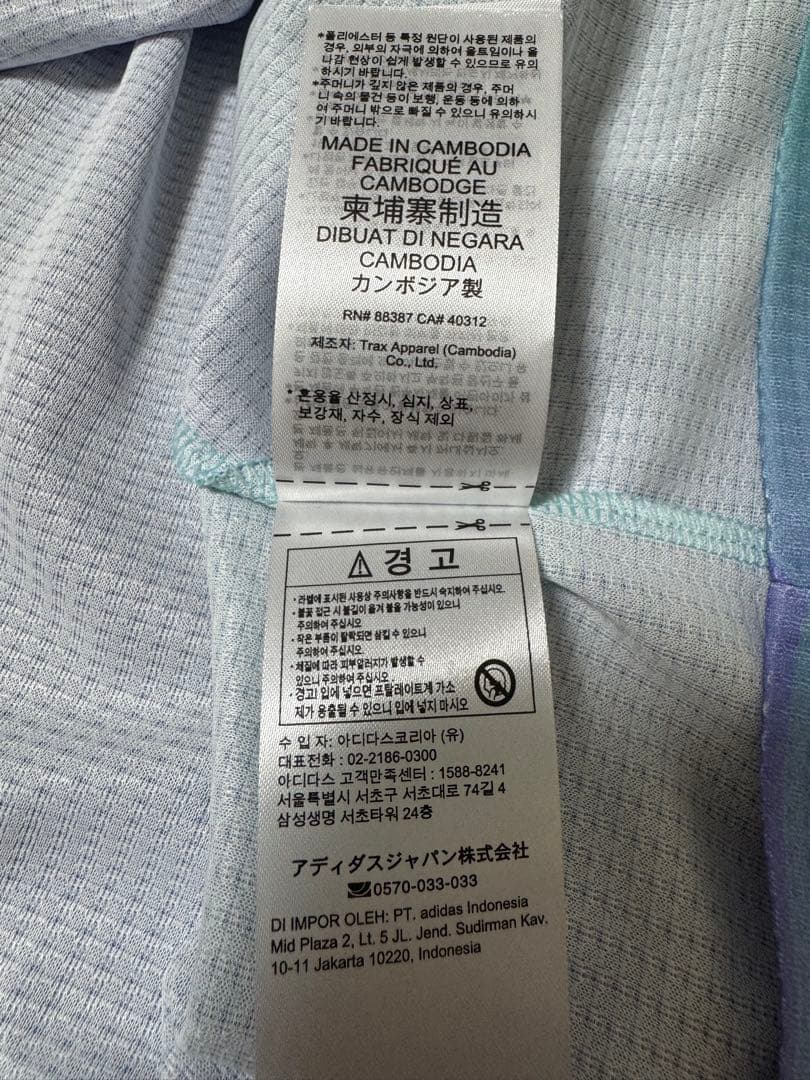 *폴리에스터 등 특정 원단이 사용된 제품의
경우, 외부의 자극에 의하여 올트임이나 올
나감 현상이 쉽게 발생할 수 있으므로 유의
하시기 바랍니다.
*주머니가 깊지 않은 제품의 경우, 주머
니 속의 물건 등이 보행, 운동 등에 의하
여 주머니 밖으로 빠질 수 있으니 유의하시
기 바랍니다.
MADE IN CAMBODIA
FABRIQUÉ AU
CAMBODGE
柬埔寨制造
DIBUAT DI NEGARA
CAMBODIA
カンボジア製
RN# 88387 CA# 40312
제조자: Trax Apparel (Cambodia)
Co., Ltd.
* 혼용율 산정시, 심지, 상표,
보강재, 자수, 장식 제외
⚠ 경 고
· 라벨에 표시된 사용상 주의사항을 반드시 숙지하여 주십시오.
· 불꽃 접근 시 불길이 옮겨 붙을 가능성이 있으니
주의하여 주십시오
· 작은 부품이 탈락되면 삼킬 수 있으니
주의하여 주십시오.
· 체질에 따라 피부알러지가 발생할 수
있으니 주의하여 주십시오.
· 경고! 입에 넣으면 프탈레이트계 가소
제가 용출될 수 있으니 입에 넣지 마시오
수 입 자: 아디다스코리아 (유)
대표전화 : 02-2186-0300
아디다스 고객만족센터 : 1588-8241
서울특별시 서초구 서초대로 74길 4
삼성생명 서초타워 24층
アディダスジャパン株式会社
0570-033-033
DI IMPOR OLEH: PT. adidas Indonesia
Mid Plaza 2, Lt. 5 JL. Jend. Sudirman Kav.
10-11 Jakarta 10220, Indonesia